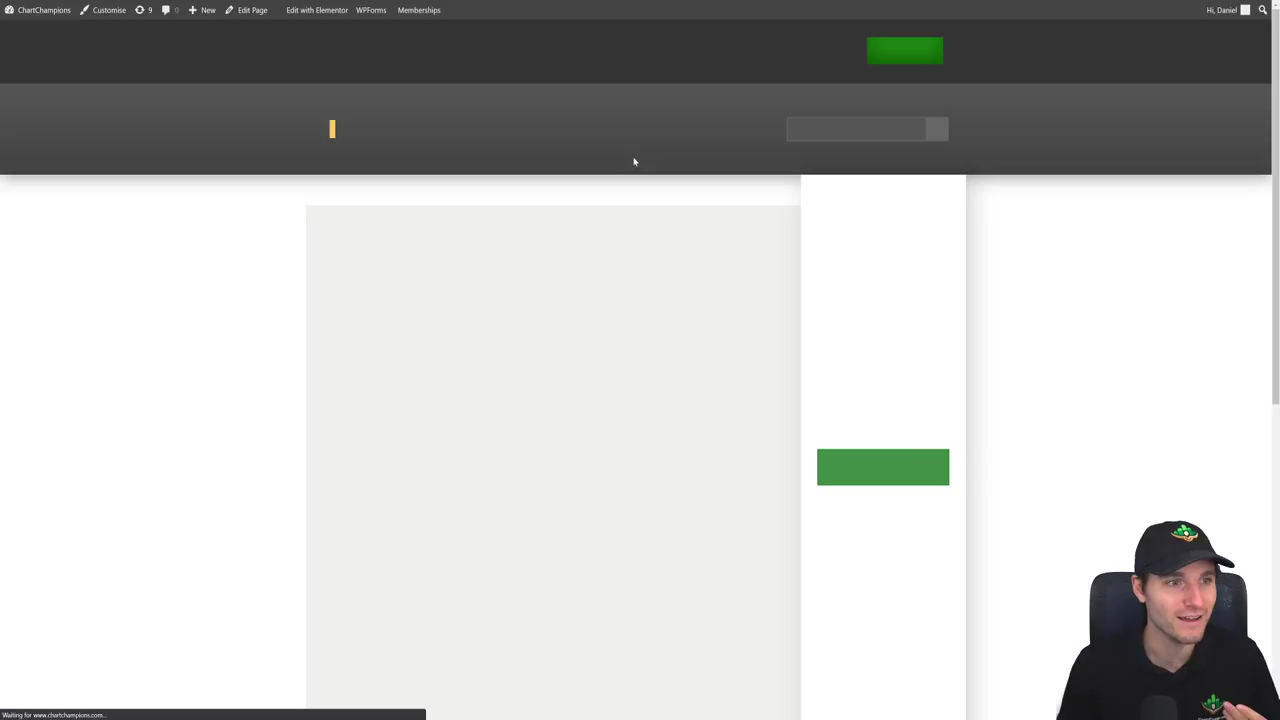 ChartChampions Customise 9 0 New Edit Page Edit with Elementor WPForms Memberships Hi, Daniel
Waiting for www.chartchampions.com...